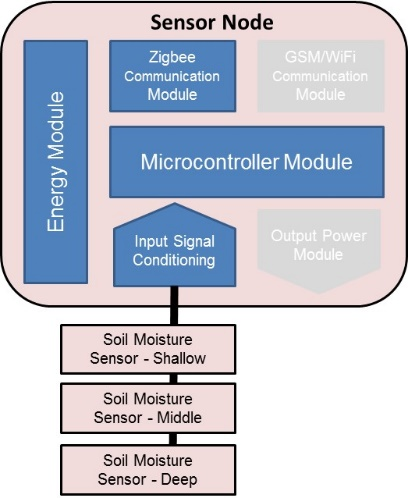 Sensor Node
Energy Module
Zigbee
Communication
Module
GSM/WiFi
Communication
Module
Microcontroller Module
Input Signal
Conditioning
Output Power
Module
Soil Moisture
Sensor - Shallow
Soil Moisture
Sensor - Middle
Soil Moisture
Sensor - Deep